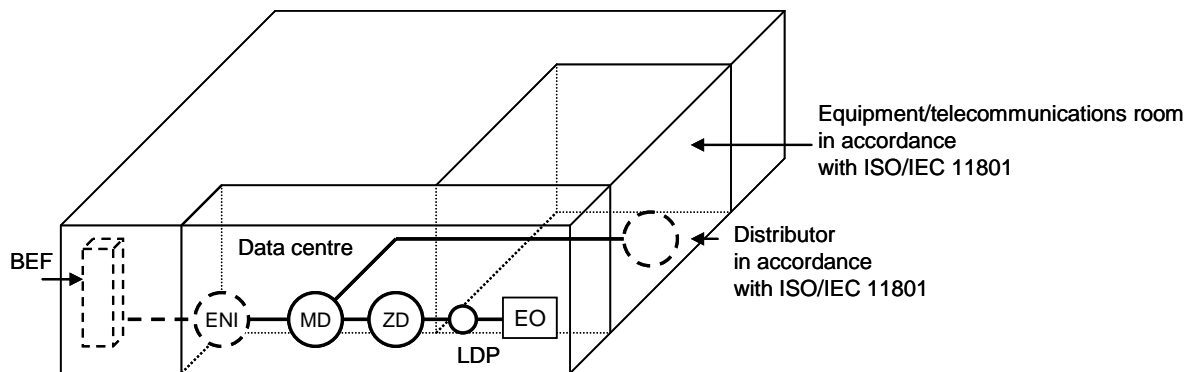 Equipment/telecommunications room
in accordance
with ISO/IEC 11801
Data centre
Distributor
in accordance
with ISO/IEC 11801
BEF
ENI
MD
ZD
EO
LDP